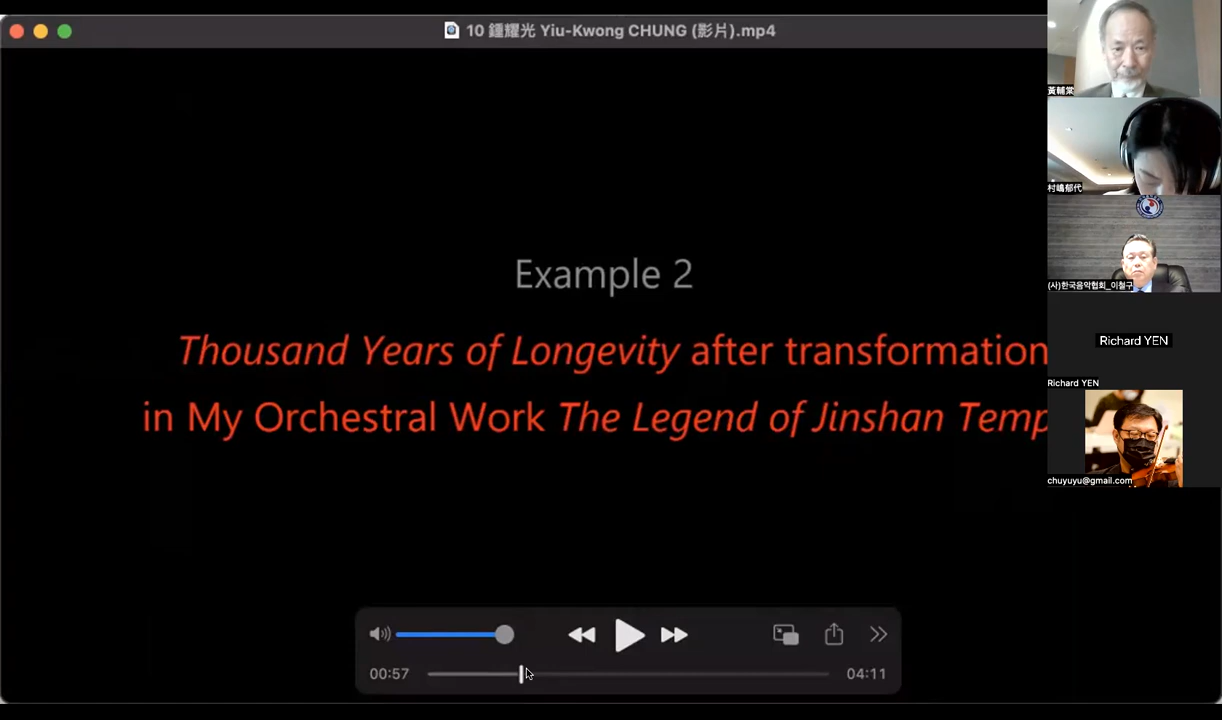 10 鍾耀光 Yiu-Kwong CHUNG (影片).mp4
黃輔棠
村嶋郁代
(사)한국음악협회_이철구
Richard YEN
Richard YEN
chuyuyu@gmail.com
Example 2
Thousand Years of Longevity after transformation
in My Orchestral Work The Legend of Jinshan Temp
00:57
04:11